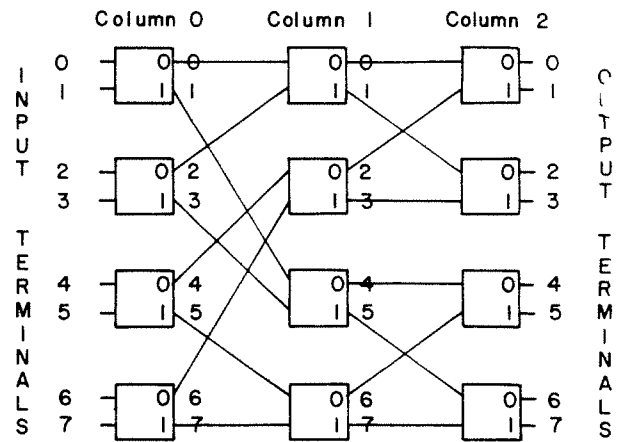 Column 0 Column 1 Column 2
INPUT TERMINALS
OUTPUT TERMINALS
0 0 0 0 0 0 0
1 1 1 1 1 1 1
2 0 2 0 2 0 2
3 1 3 1 3 1 3
4 0 4 0 4 0 4
5 1 5 1 5 1 5
6 0 6 0 6 0 6
7 1 7 1 7 1 7